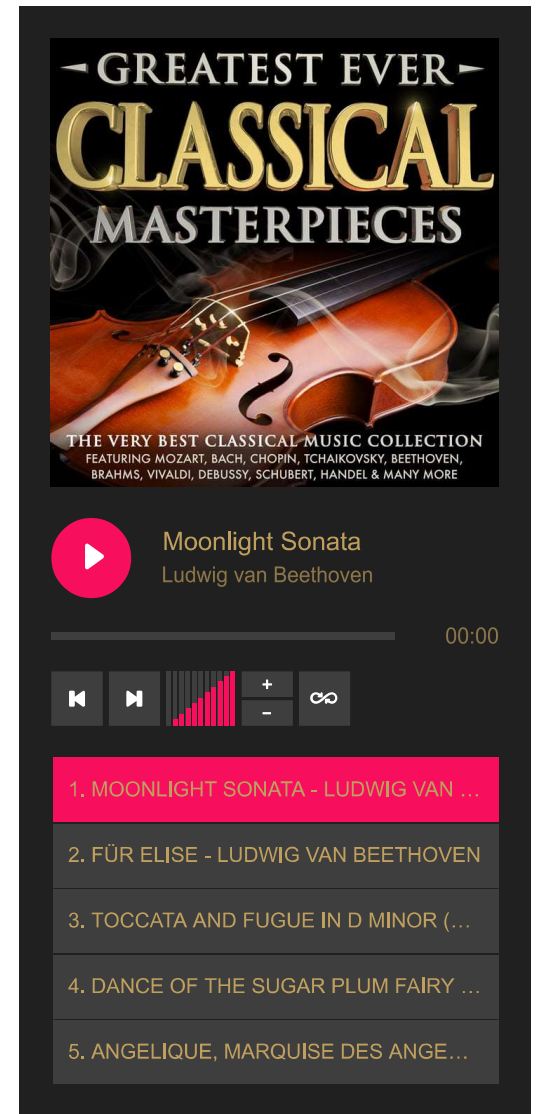 GREATEST EVER
CLASSICAL
MASTERPIECES
THE VERY BEST CLASSICAL MUSIC COLLECTION
FEATURING MOZART, BACH, CHOPIN, TCHAIKOVSKY, BEETHOVEN,
BRAHMS, VIVALDI, DEBUSSY, SCHUBERT, HANDEL & MANY MORE
Moonlight Sonata
Ludwig van Beethoven
00:00
+
-
1. MOONLIGHT SONATA - LUDWIG VAN ...
2. FÜR ELISE - LUDWIG VAN BEETHOVEN
3. TOCCATA AND FUGUE IN D MINOR (...
4. DANCE OF THE SUGAR PLUM FAIRY ...
5. ANGELIQUE, MARQUISE DES ANGE...